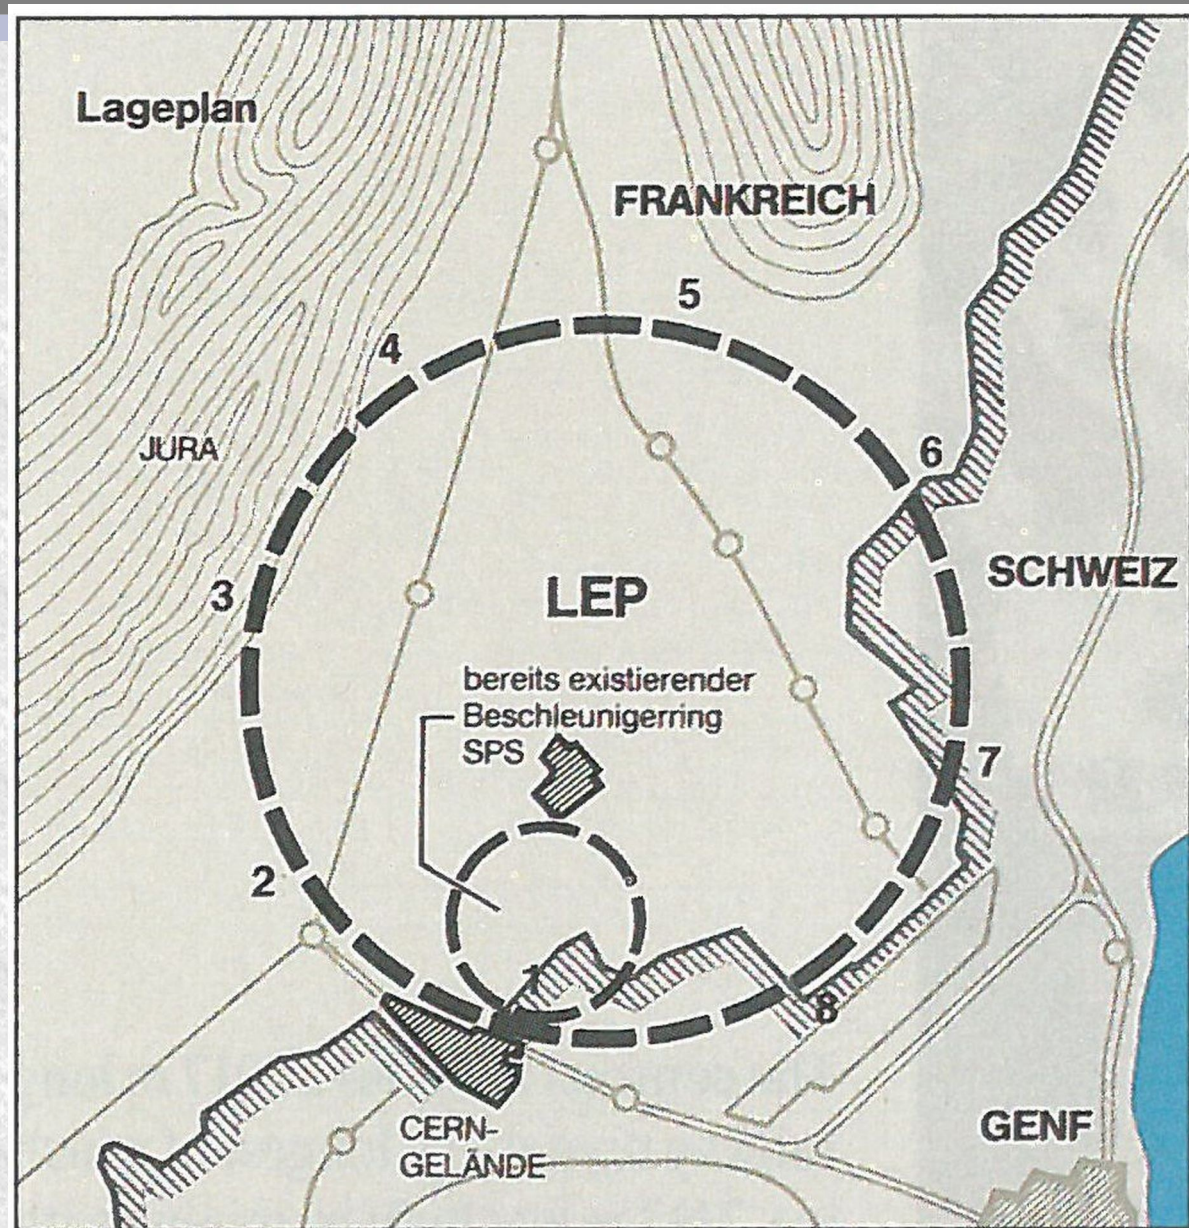 Lageplan
FRANKREICH
5
4
JURA
6
3
LEP
SCHWEIZ
bereits existierender
Beschleunigerring
SPS
7
2
1
8
CERN-
GELÄNDE
GENF